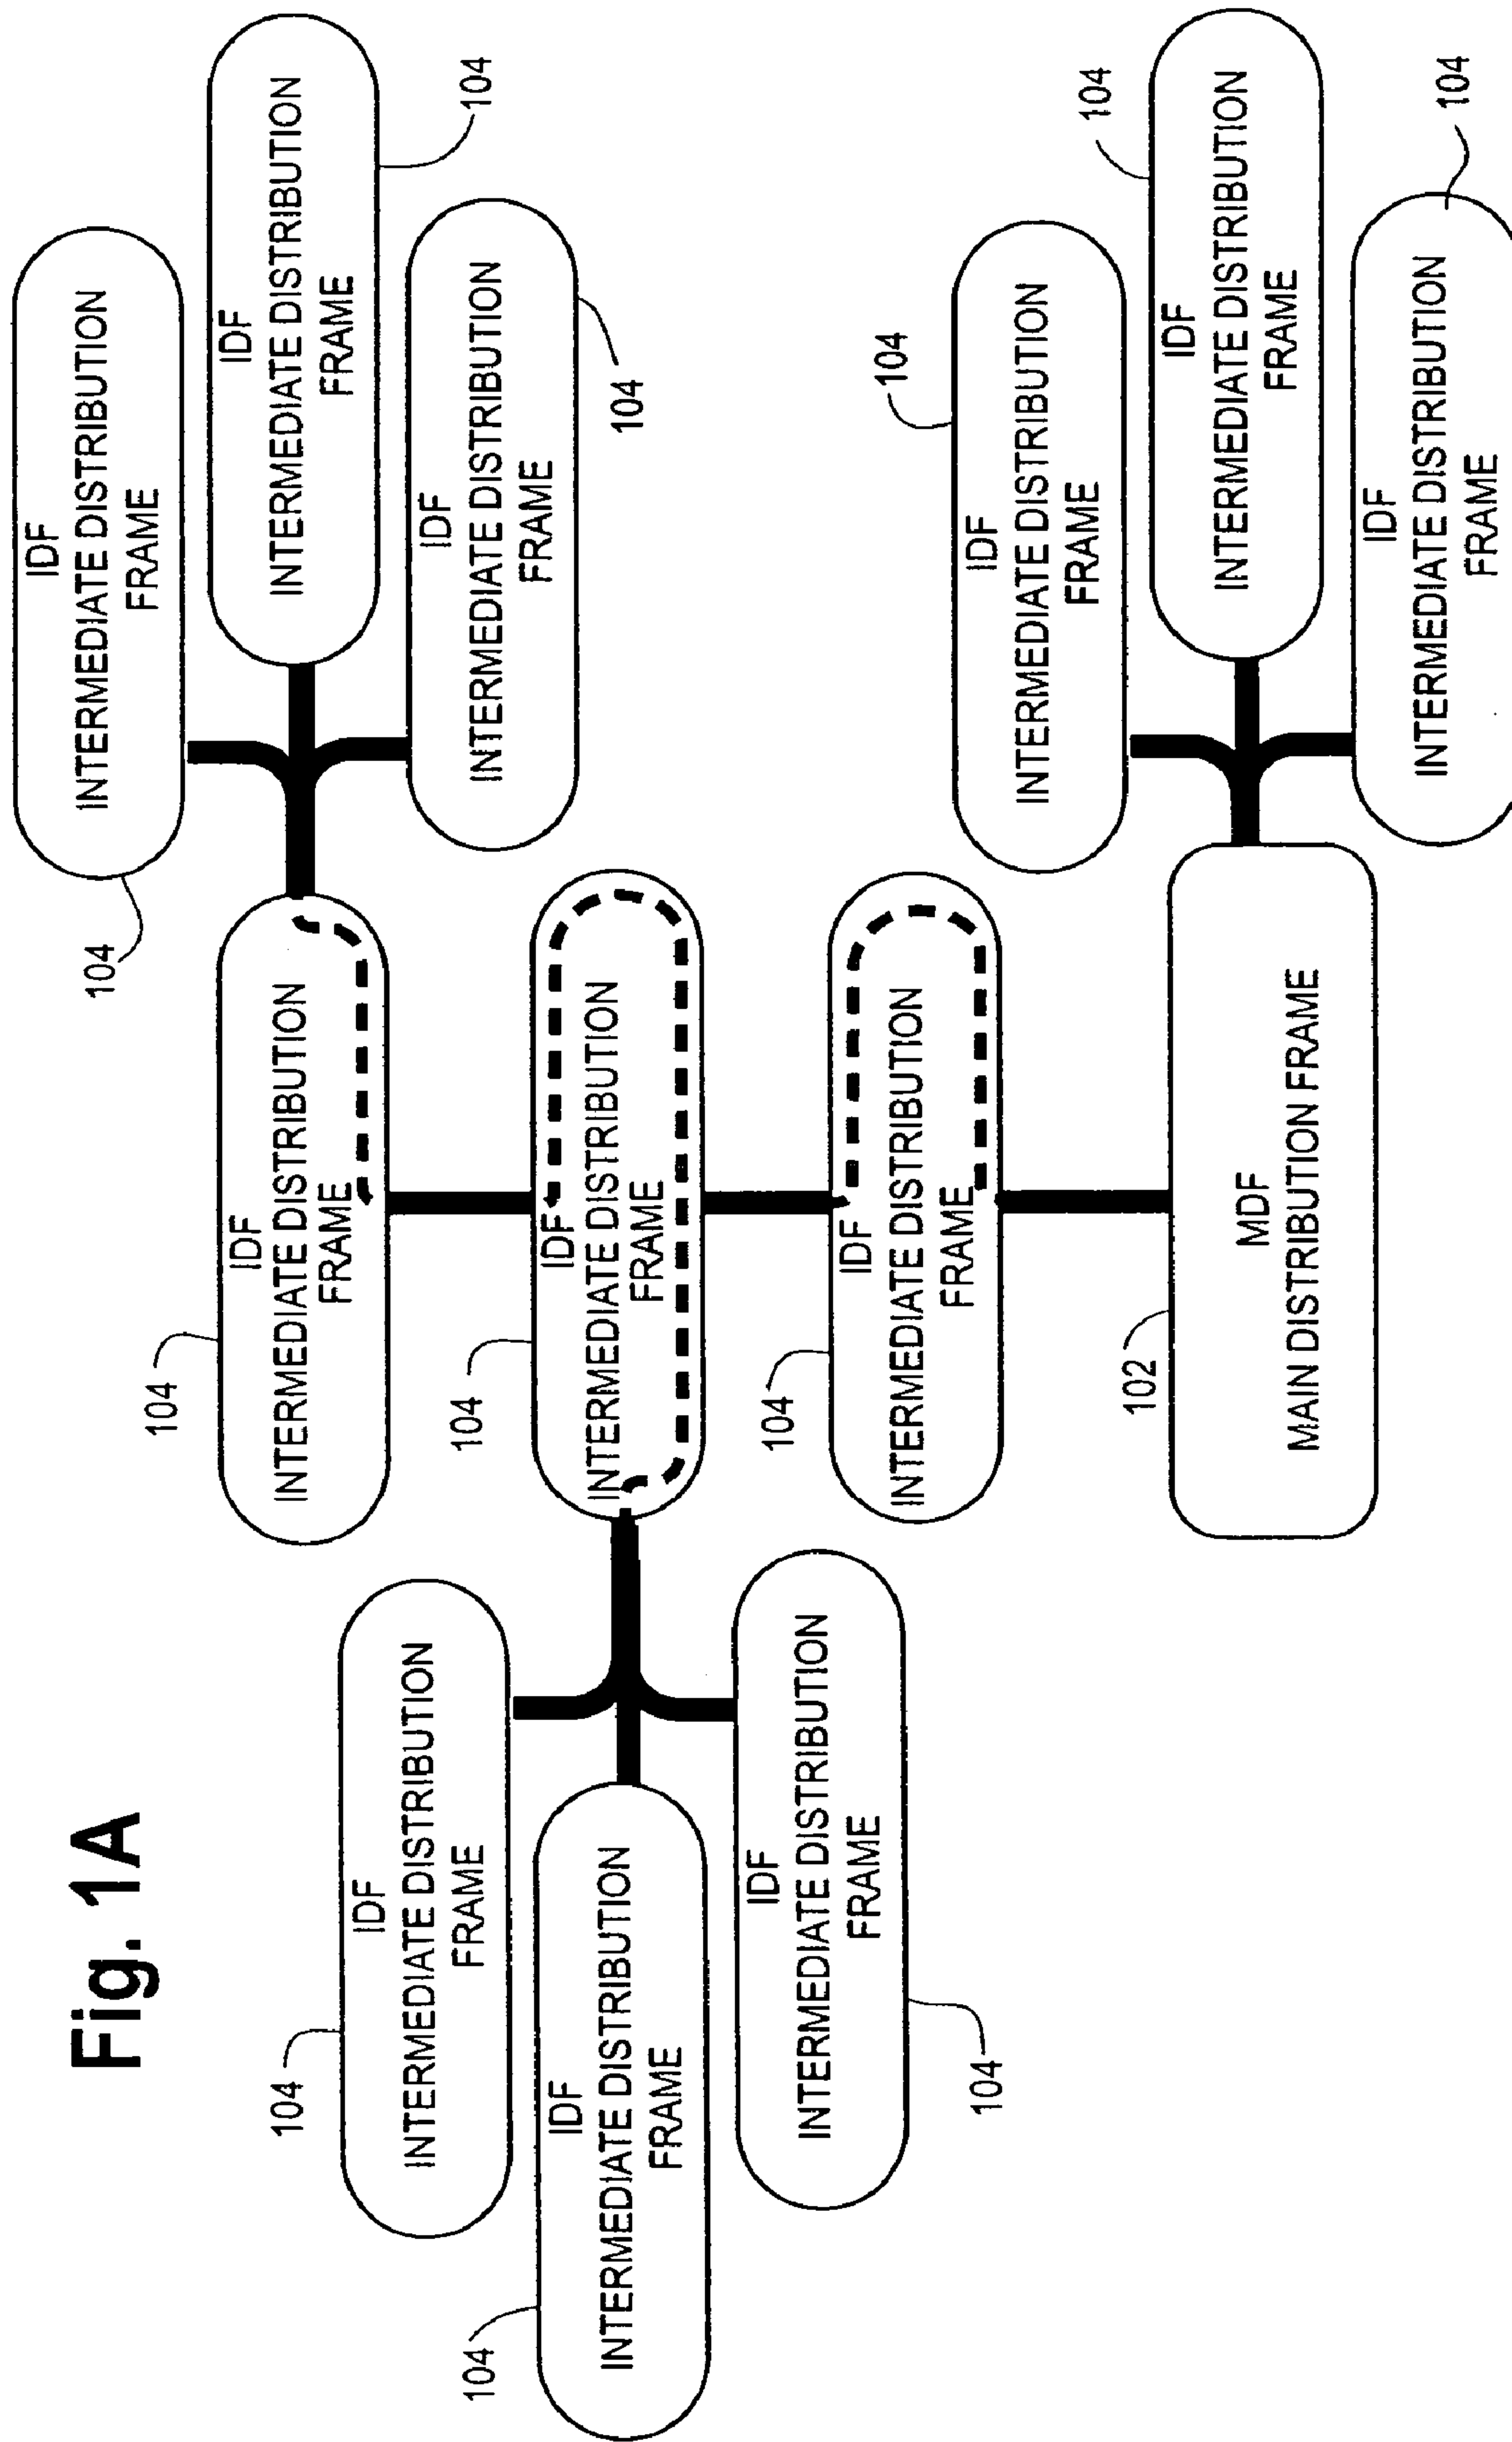 Fig. 1A
104
IDF
INTERMEDIATE DISTRIBUTION
FRAME
104
IDF
INTERMEDIATE DISTRIBUTION
FRAME
104
IDF
INTERMEDIATE DISTRIBUTION
FRAME
104
IDF
INTERMEDIATE DISTRIBUTION
FRAME
104
IDF
INTERMEDIATE DISTRIBUTION
FRAME
104
IDF
INTERMEDIATE DISTRIBUTION
FRAME
104
IDF
INTERMEDIATE DISTRIBUTION
FRAME
104
IDF
INTERMEDIATE DISTRIBUTION
FRAME
104
IDF
INTERMEDIATE DISTRIBUTION
FRAME
104
IDF
INTERMEDIATE DISTRIBUTION
FRAME
104
IDF
INTERMEDIATE DISTRIBUTION
FRAME
102
MDF
MAIN DISTRIBUTION FRAME
104
IDF
INTERMEDIATE DISTRIBUTION
FRAME